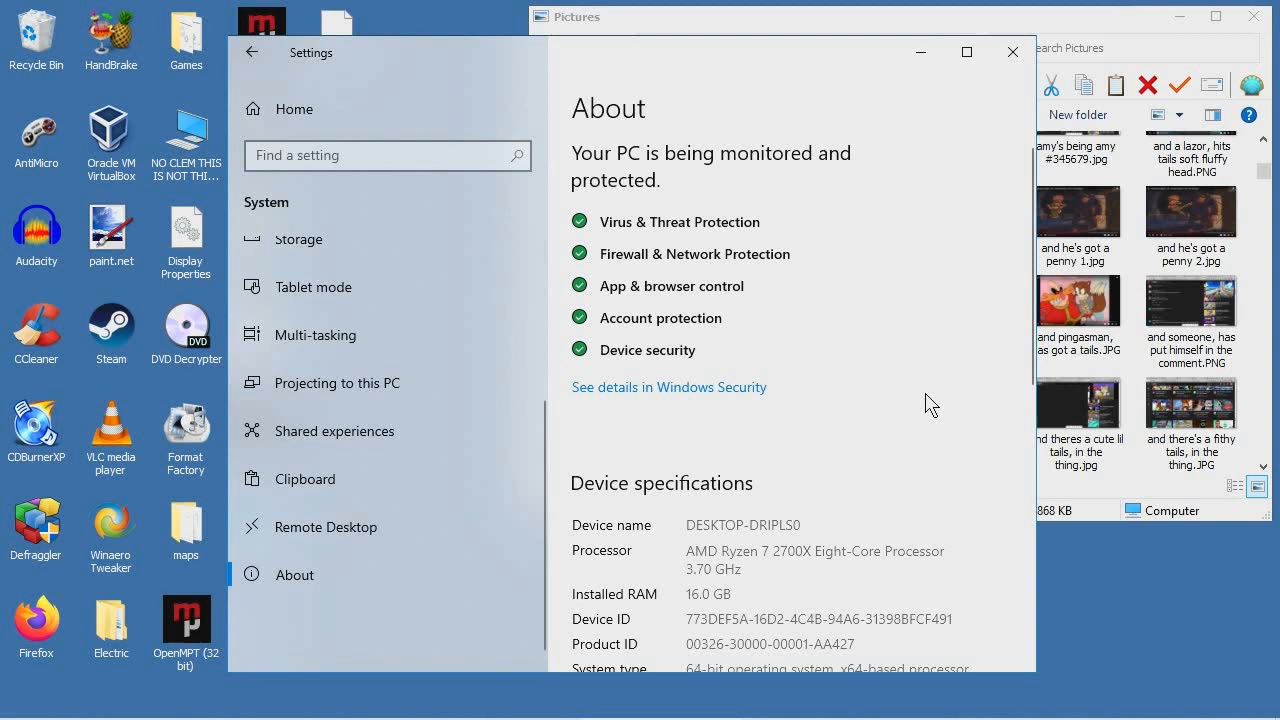 Recycle Bin
HandBrake
Games
AntiMicro
Oracle VM
VirtualBox
NO CLEM THIS
IS NOT THI...
Audacity
paint.net
Display
Properties
CCleaner
Steam
DVD
DVD Decrypter
CDBurnerXP
VLC media
player
Format
Factory
Defraggler
Winaero
Tweaker
maps
Firefox
Electric
OpenMPT (32
bit)
Settings
Home
Find a setting
System
Storage
Tablet mode
Multi-tasking
Projecting to this PC
Shared experiences
Clipboard
Remote Desktop
About
About
Your PC is being monitored and
protected.
Virus & Threat Protection
Firewall & Network Protection
App & browser control
Account protection
Device security
See details in Windows Security
Device specifications
Device name DESKTOP-DRIPLS0
Processor AMD Ryzen 7 2700X Eight-Core Processor
3.70 GHz
Installed RAM 16.0 GB
Device ID 773DEF5A-16D2-4C4B-94A6-31398BFCF491
Product ID 00326-30000-00001-AA427
System type 64-bit operating system, x64-based processor
Pictures
earch Pictures
New folder
amy's being amy
#345679.jpg
and a lazor, hits
tails soft fluffy
head.PNG
and he's got a
penny 1.jpg
and he's got a
penny 2.jpg
and pingasman,
as got a tails.JPG
and someone, has
put himself in the
comment.PNG
nd theres a cute lil
tails, in the
thing.jpg
and there's a fithy
tails, in the
thing.JPG
868 KB
Computer